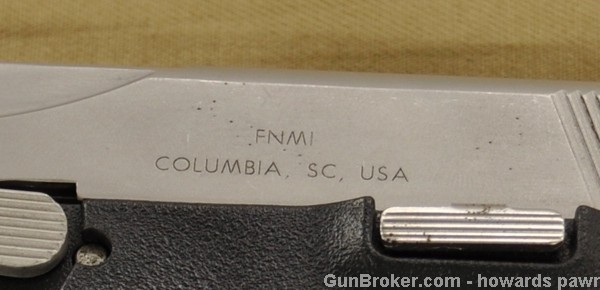 FNMI
COLUMBIA, SC, USA
GunBroker.com - howards pawn